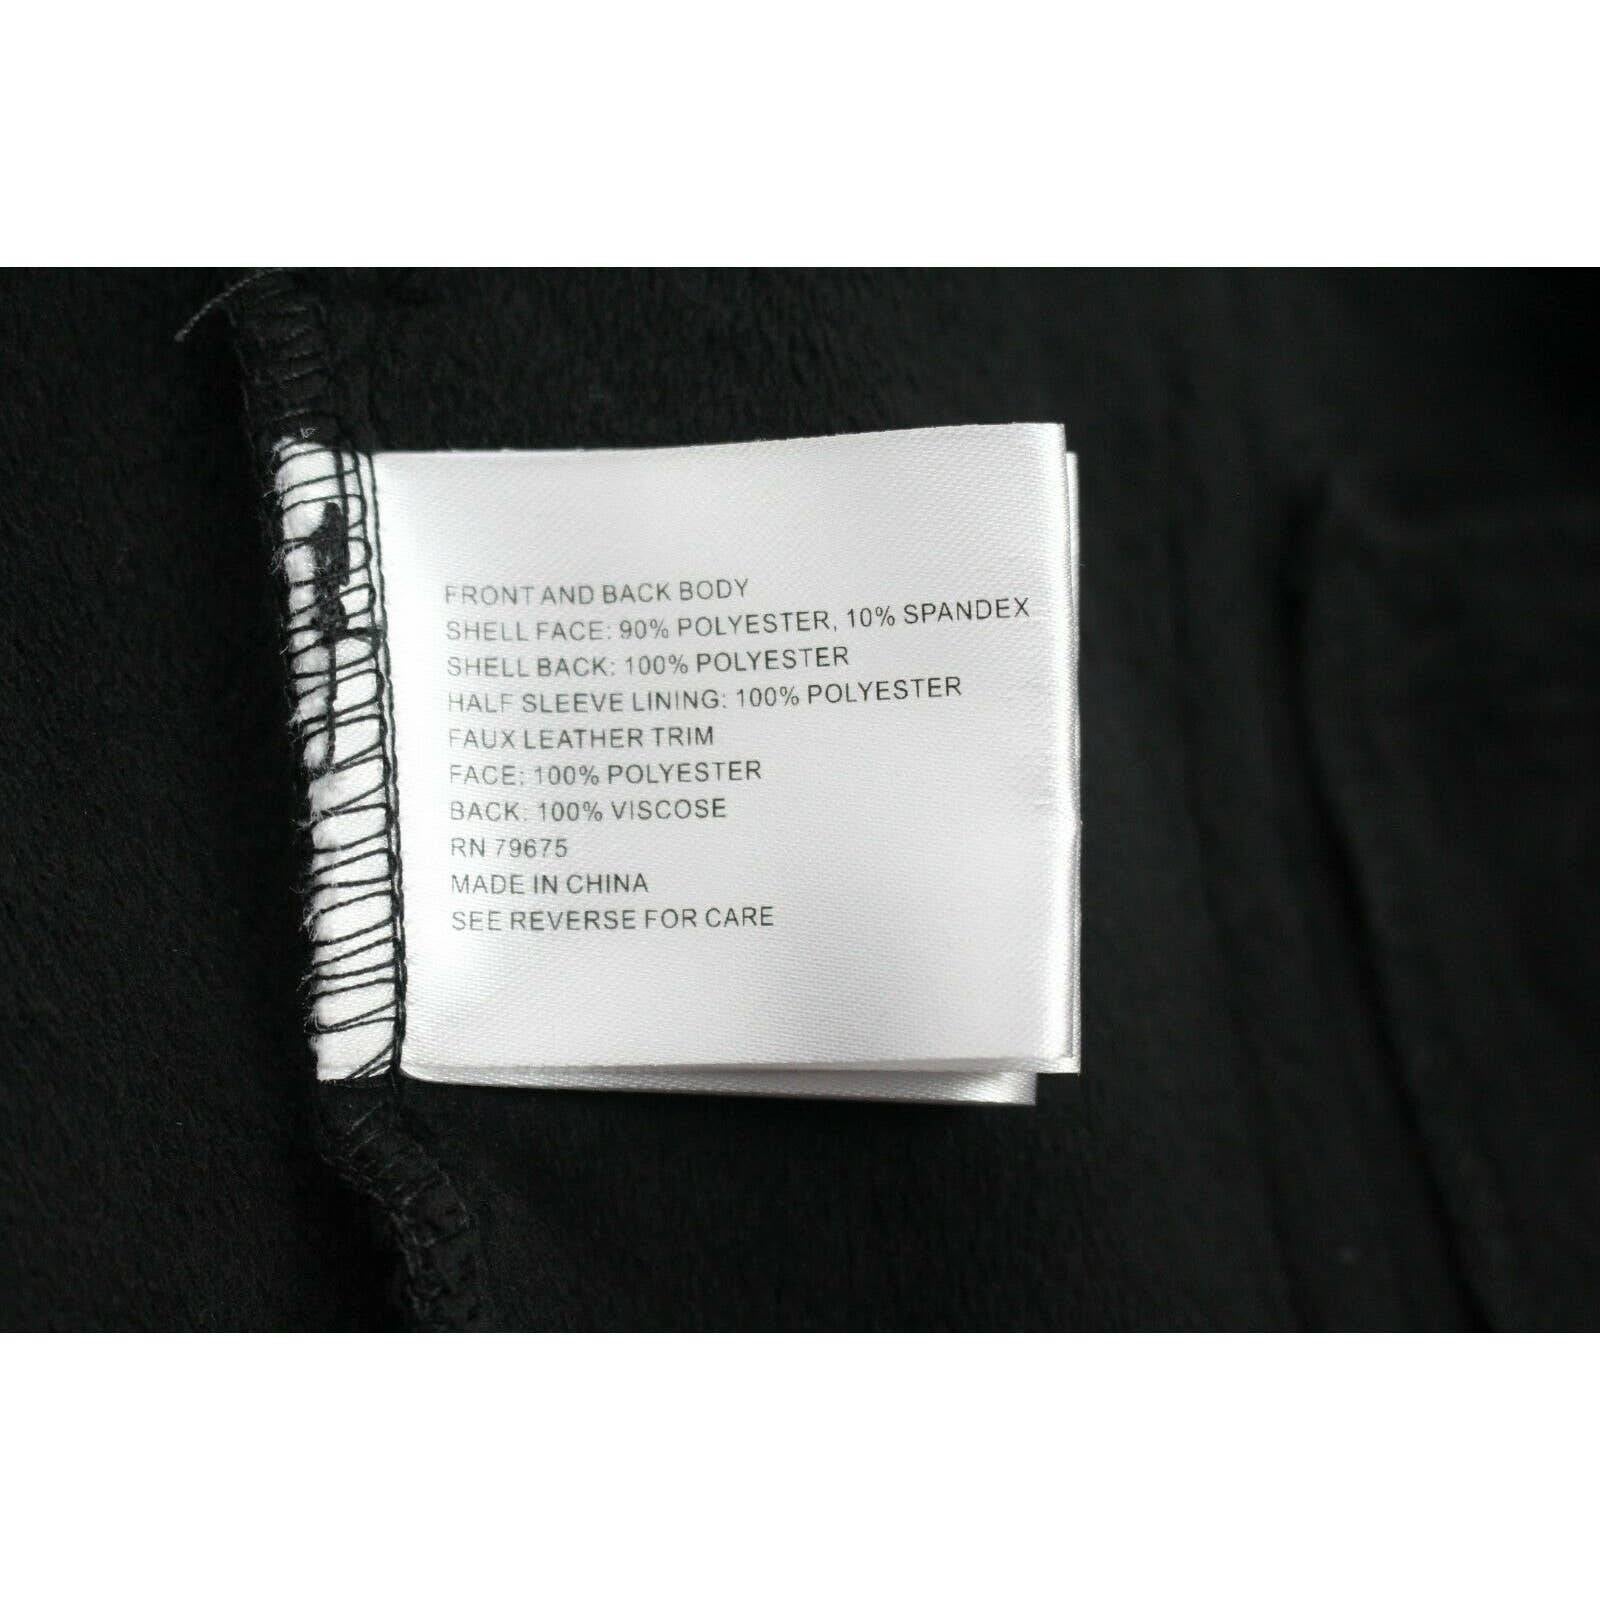 FRONT AND BACK BODY
SHELL FACE: 90% POLYESTER, 10% SPANDEX
SHELL BACK: 100% POLYESTER
HALF SLEEVE LINING: 100% POLYESTER
FAUX LEATHER TRIM
FACE: 100% POLYESTER
BACK: 100% VISCOSE
RN 79675
MADE IN CHINA
SEE REVERSE FOR CARE